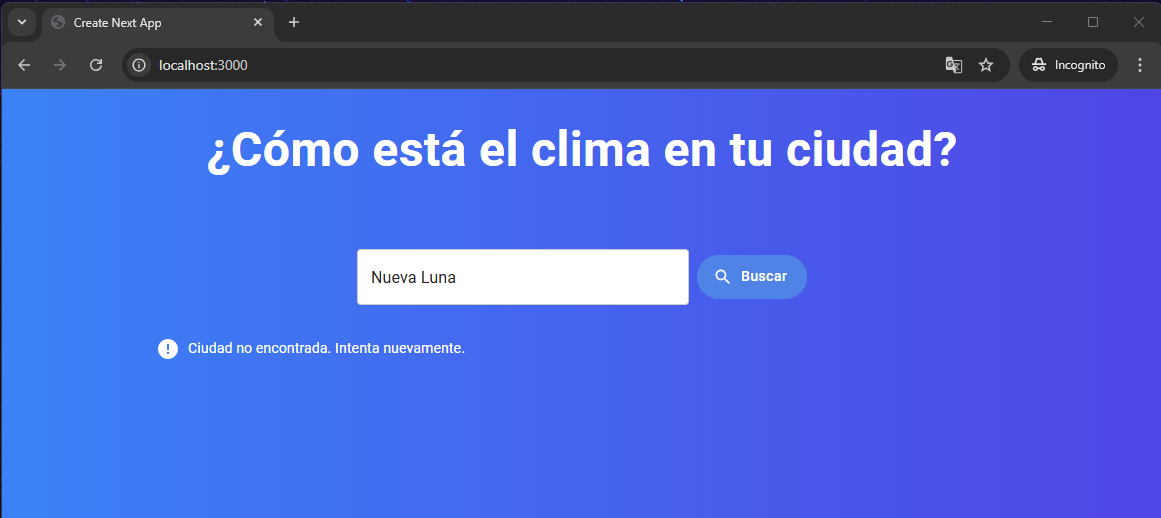 Create Next App
localhost:3000
Incognito
¿Cómo está el clima en tu ciudad?
Nueva Luna
Buscar
Ciudad no encontrada. Intenta nuevamente.